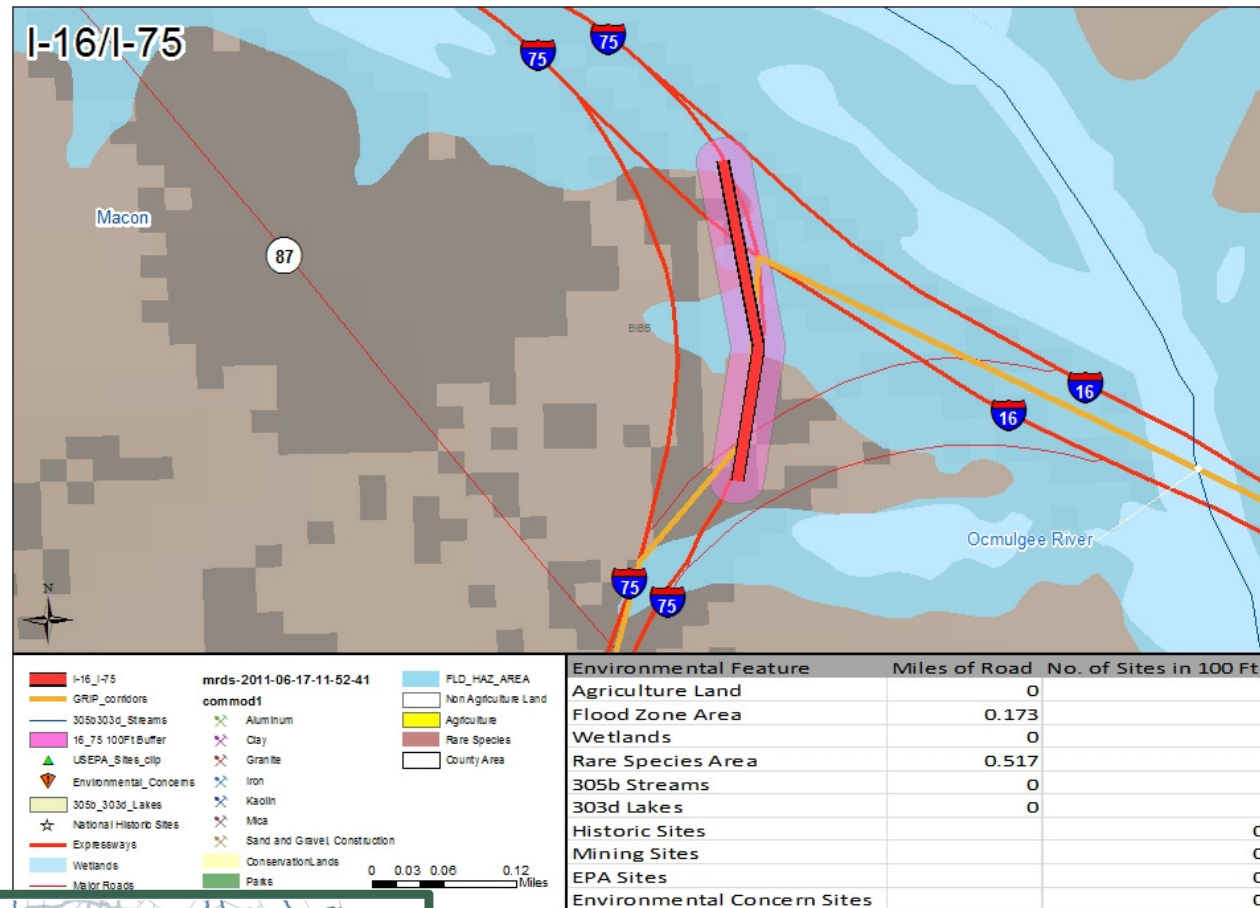 I-16/I-75
75
75
Macon
87
BIBB
16
16
Ocmulgee River
75
75
N
I-16_I-75
GRIP_corridors
305b303d_Streams
16_75 100Ft Buffer
USEPA_Sites_clip
Environmental_Concerns
305b_303d_Lakes
National Historic Sites
Expressways
Wetlands
Major Roads
mrds-2011-06-17-11-52-41
commod1
Aluminum
Clay
Granite
Iron
Kaolin
Mica
Sand and Gravel, Construction
ConservationLands
Parks
FLD_HAZ_AREA
Non Agriculture Land
Agriculture
Rare Species
County Area
0 0.03 0.06 0.12
Miles
Environmental Feature Miles of Road No. of Sites in 100 Ft
Agriculture Land 0
Flood Zone Area 0.173
Wetlands 0
Rare Species Area 0.517
305b Streams 0
303d Lakes 0
Historic Sites 0
Mining Sites 0
EPA Sites 0
Environmental Concern Sites 0